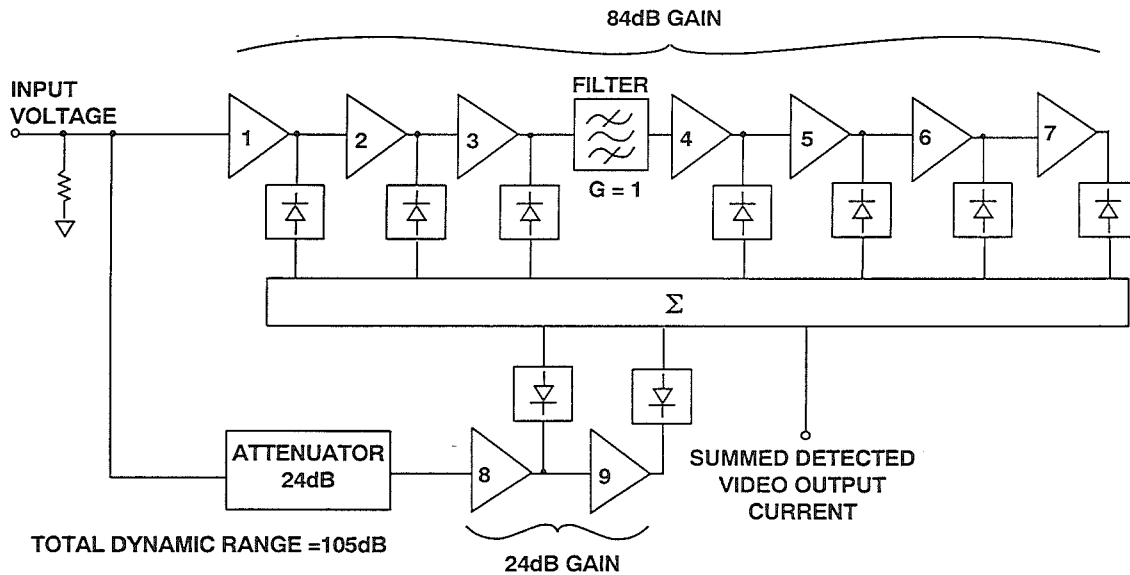 84dB GAIN
INPUT
VOLTAGE
FILTER
1
2
3
4
5
6
7
G = 1
Σ
ATTENUATOR
24dB
8
9
SUMMED DETECTED
VIDEO OUTPUT
CURRENT
TOTAL DYNAMIC RANGE =105dB
24dB GAIN